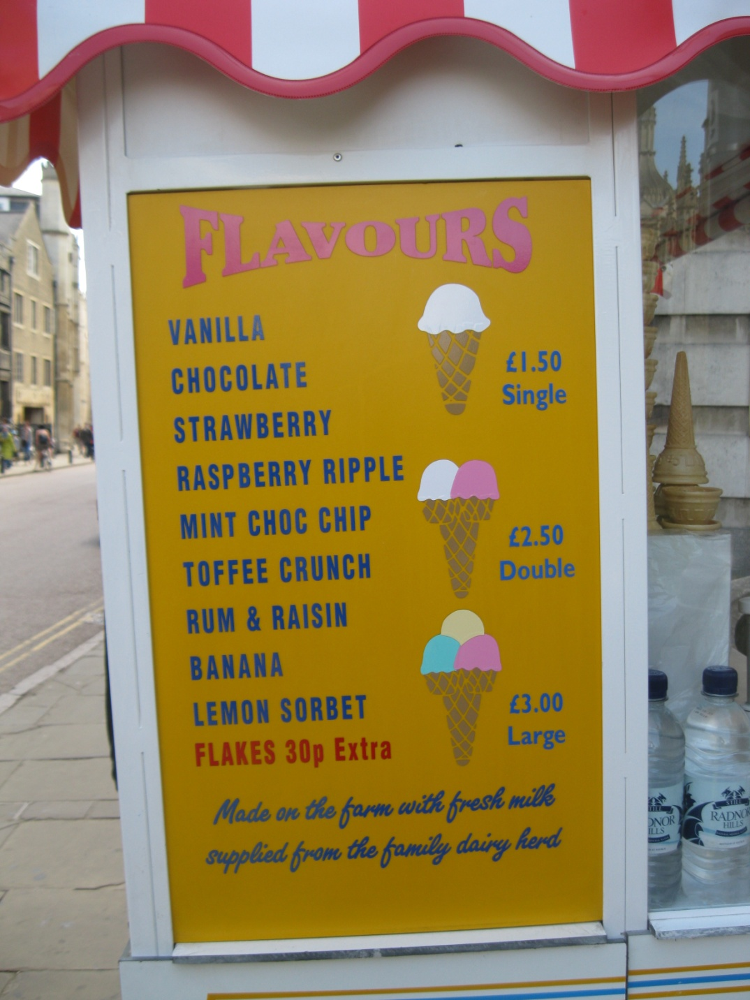 FLAVOURS
VANILLA
CHOCOLATE
STRAWBERRY
RASPBERRY RIPPLE
MINT CHOC CHIP
TOFFEE CRUNCH
RUM & RAISIN
BANANA
LEMON SORBET
FLAKES 30p Extra
£1.50
Single
£2.50
Double
£3.00
Large
Made on the farm with fresh milk
supplied from the family dairy herd
STILL
RADNOR
HILLS